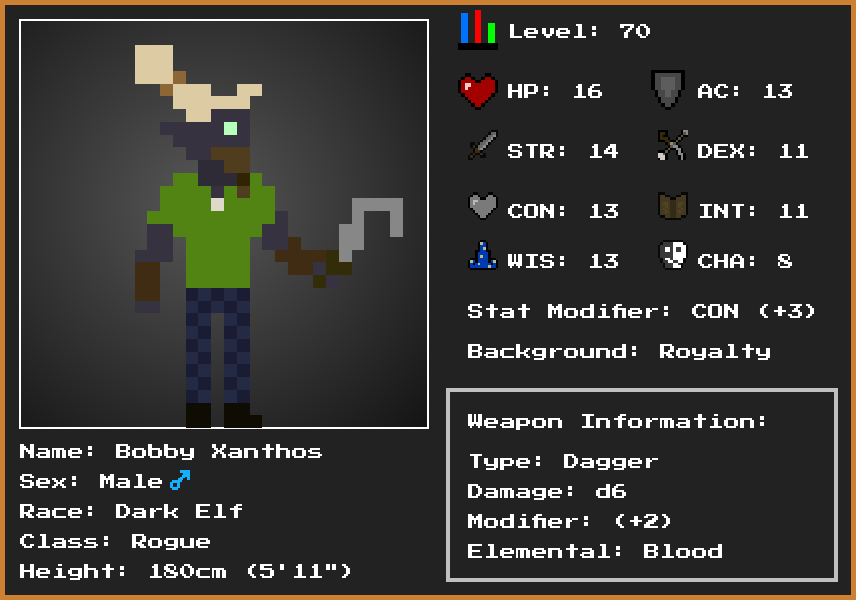 Level: 70
HP: 16
AC: 13
STR: 14
DEX: 11
CON: 13
INT: 11
WIS: 13
CHA: 8
Stat Modifier: CON (+3)
Background: Royalty
Weapon Information:
Type: Dagger
Damage: d6
Modifier: (+2)
Elemental: Blood
Name: Bobby Xanthos
Sex: Male♂
Race: Dark Elf
Class: Rogue
Height: 180cm (5'11")